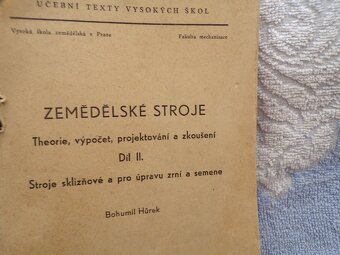 UČEBNÍ TEXTY VYSOKÝCH ŠKOL
Vysoká škola zemědělská v Praze Fakulta mechanisace
ZEMĚDĚLSKÉ STROJE
Theorie, výpočet, projektování a zkoušení
Díl II.
Stroje sklizňové a pro úpravu zrní a semene
Bohumil Hůrek